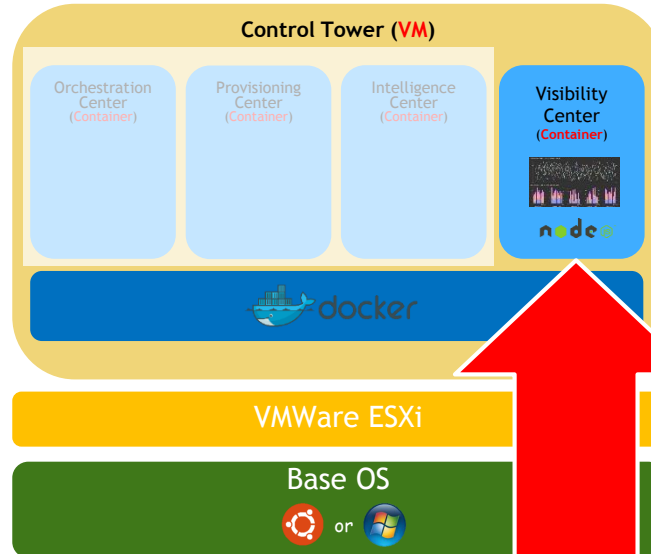 Control Tower (VM)
Orchestration
Center
(Container)
Provisioning
Center
(Container)
Intelligence
Center
(Container)
Visibility
Center
(Container)
node
docker
VMWare ESXi
Base OS
or